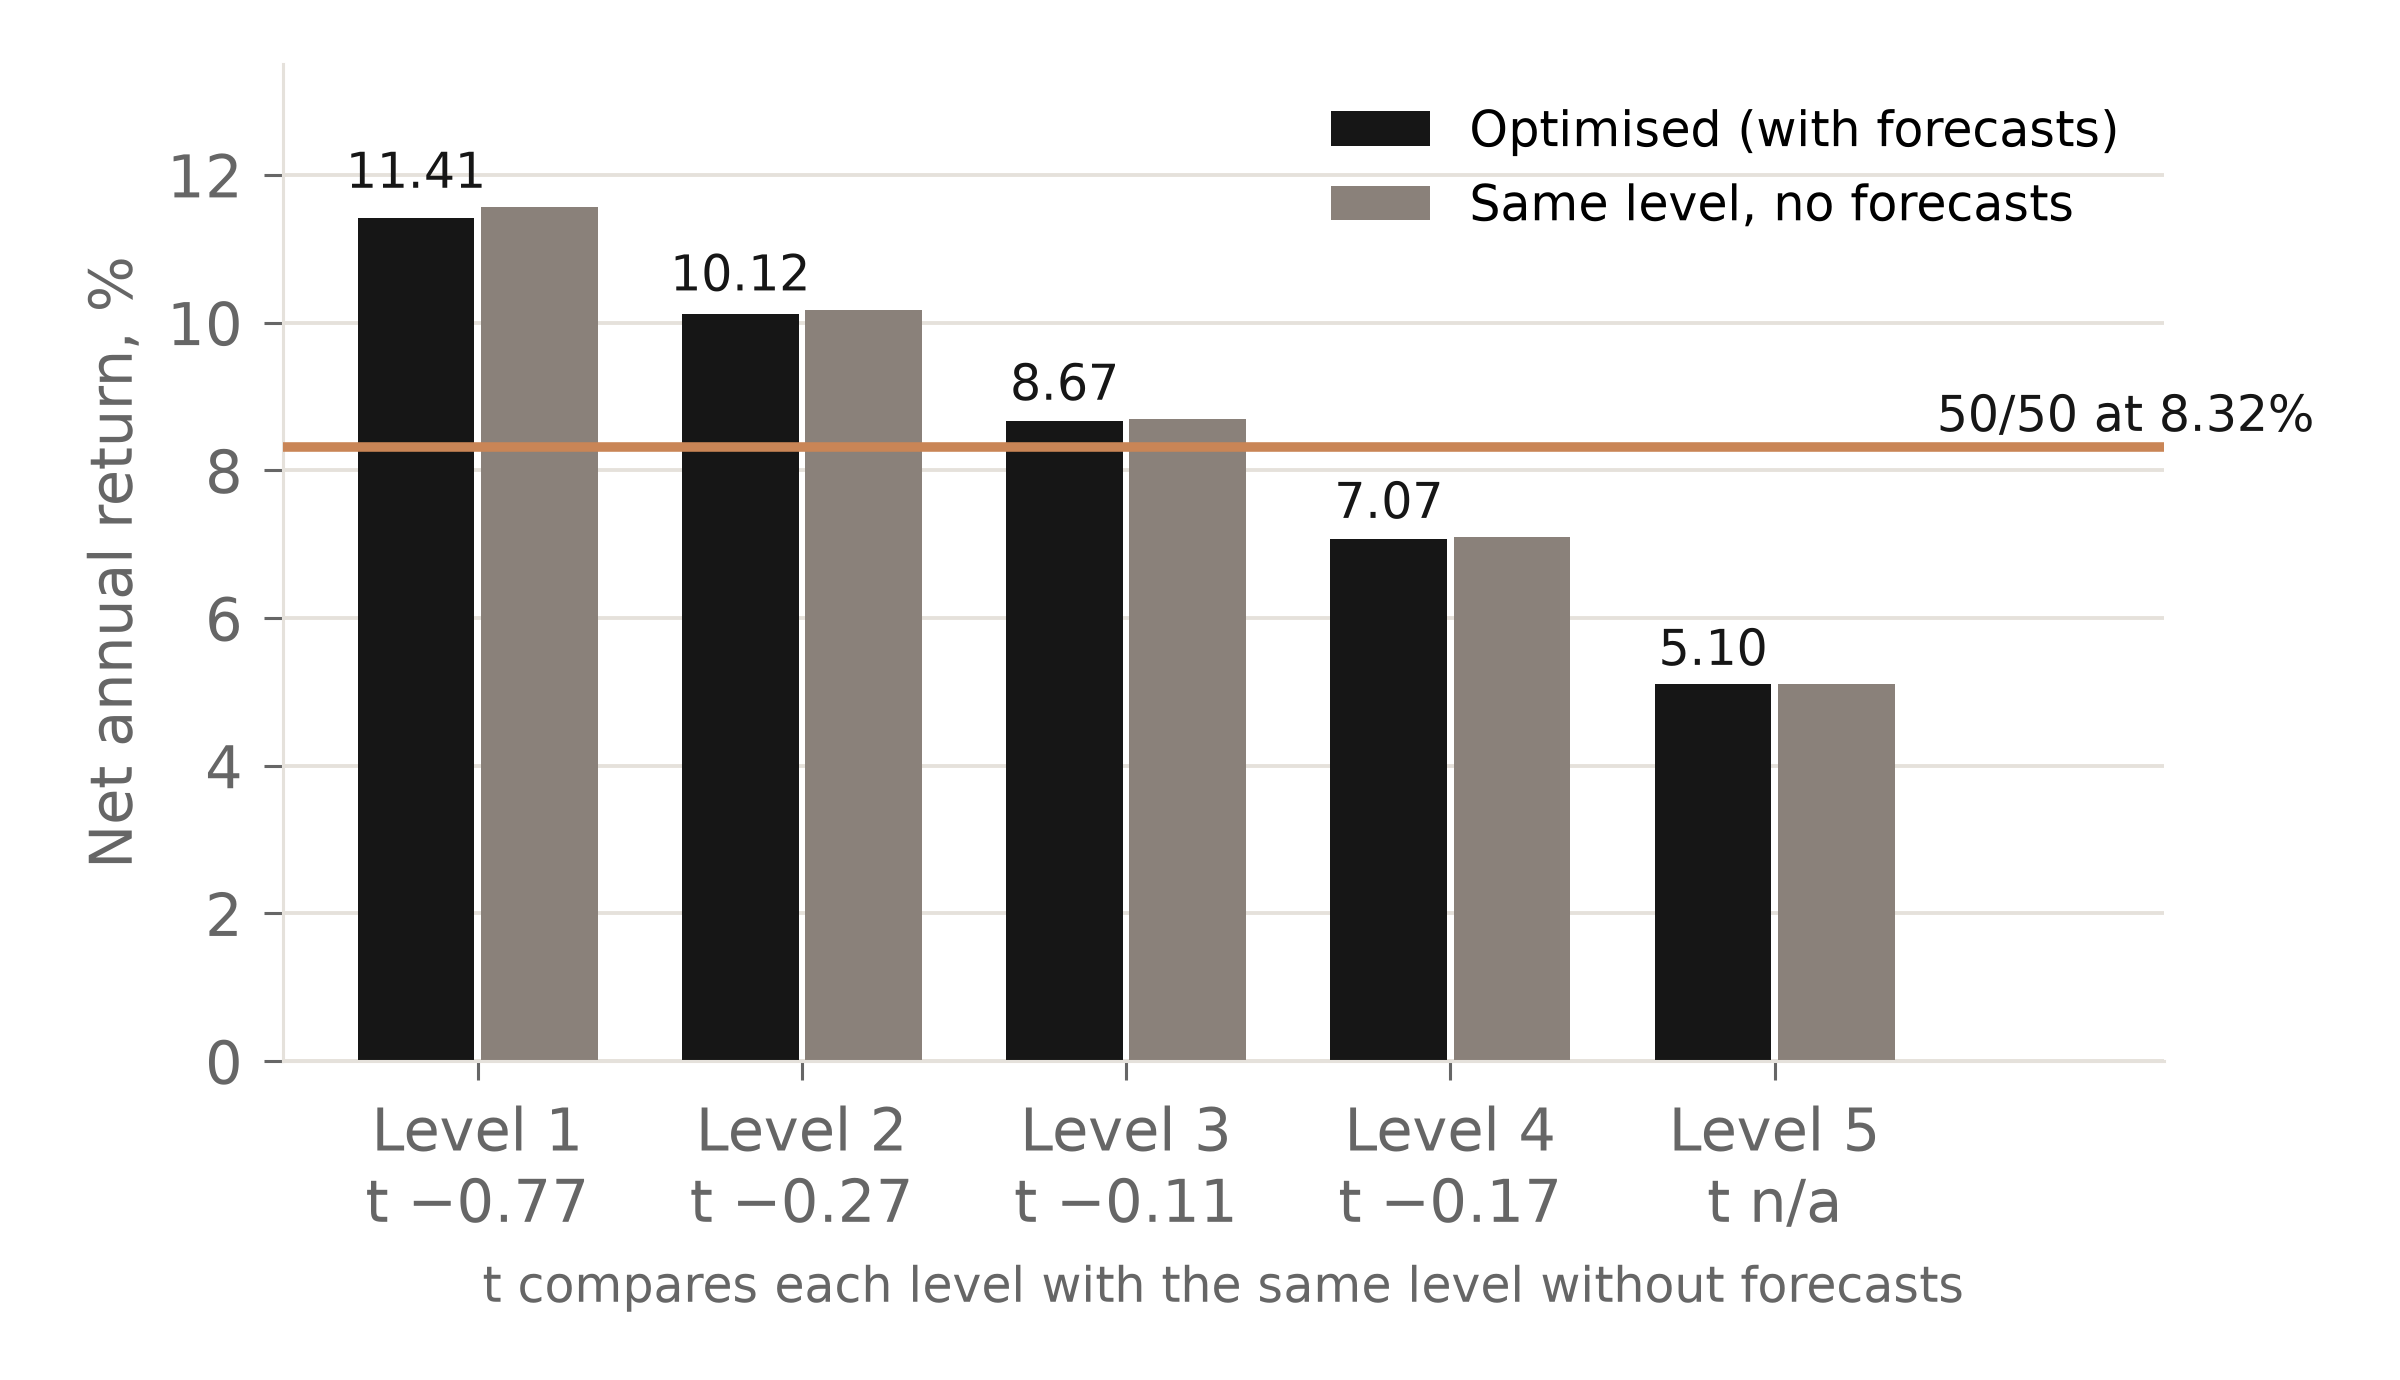 Optimised (with forecasts)
Same level, no forecasts
Net annual return, %
12
10
8
6
4
2
0
11.41
10.12
8.67
7.07
5.10
50/50 at 8.32%
Level 1
t −0.77
Level 2
t −0.27
Level 3
t −0.11
Level 4
t −0.17
Level 5
t n/a
t compares each level with the same level without forecasts